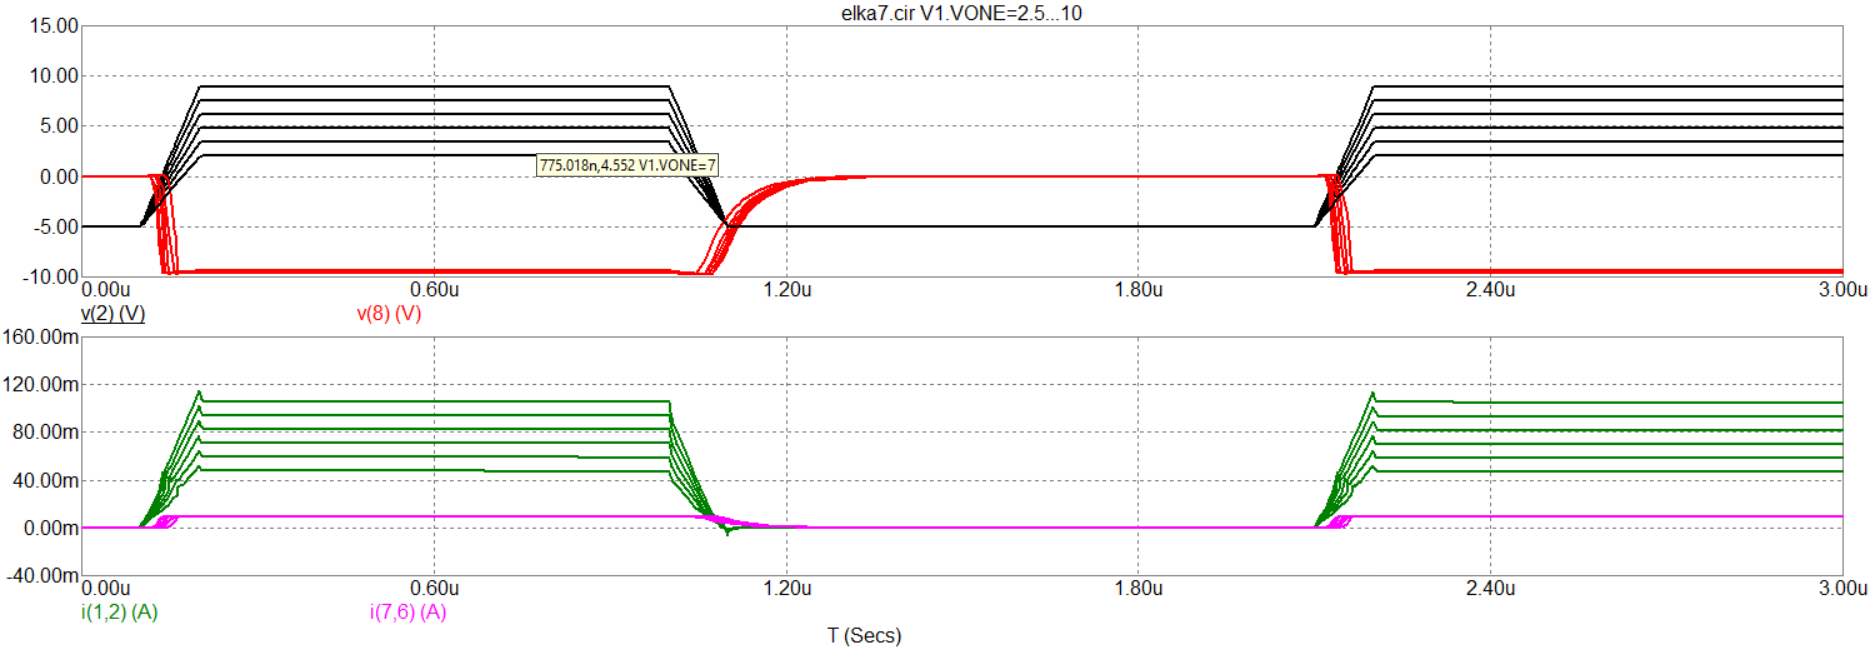 elka7.cir V1.VONE=2.5...10
15.00
10.00
5.00
775.018n,4.552 V1.VONE=7
0.00
-5.00
-10.00
0.00u 0.60u 1.20u 1.80u 2.40u 3.00u
v(2) (V) v(8) (V)
160.00m
120.00m
80.00m
40.00m
0.00m
-40.00m
0.00u 0.60u 1.20u 1.80u 2.40u 3.00u
i(1,2) (A) i(7,6) (A)
T (Secs)